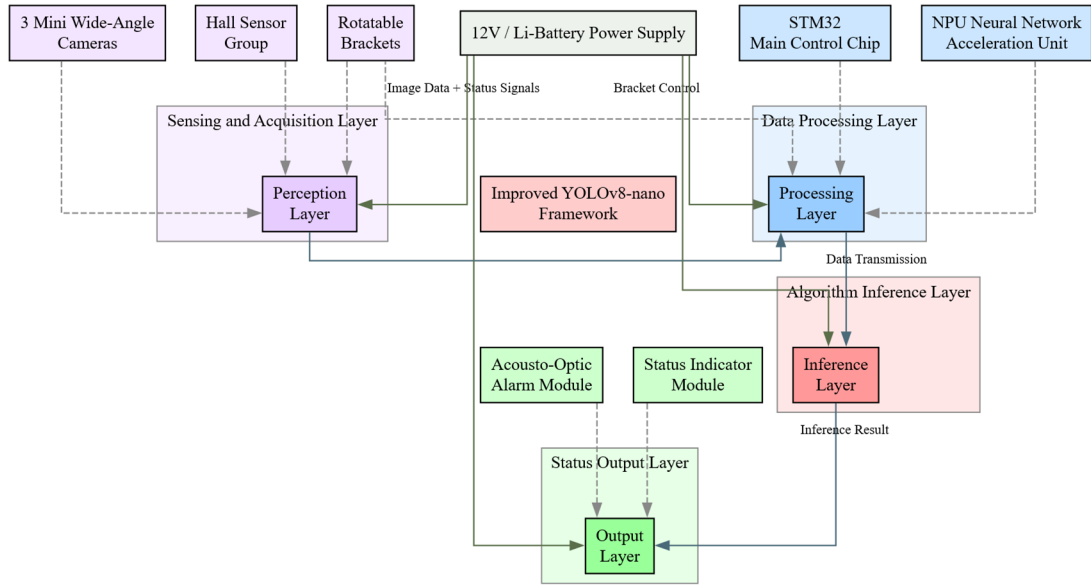 3 Mini Wide-Angle
Cameras
Hall Sensor
Group
Rotatable
Brackets
12V / Li-Battery Power Supply
STM32
Main Control Chip
NPU Neural Network
Acceleration Unit
Image Data + Status Signals
Bracket Control
Sensing and Acquisition Layer
Data Processing Layer
Perception
Layer
Improved YOLOv8-nano
Framework
Processing
Layer
Data Transmission
Algorithm Inference Layer
Acousto-Optic
Alarm Module
Status Indicator
Module
Inference
Layer
Inference Result
Status Output Layer
Output
Layer